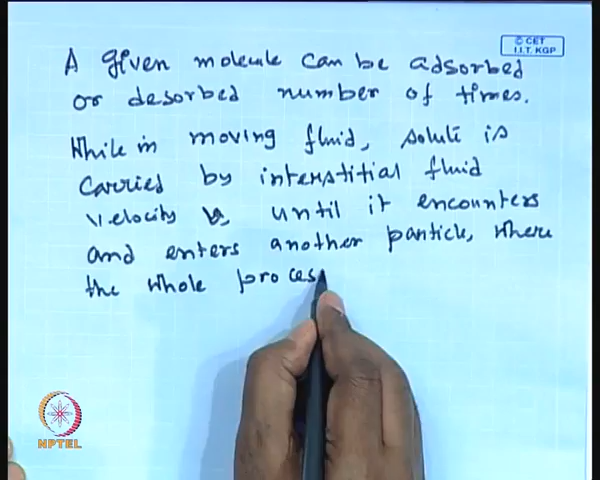 © CET
I.I.T. KGP
A given molecule can be adsorbed
or desorbed number of times.
While in moving fluid, solute is
carried by interstitial fluid
velocity until it encounters
and enters another particle, where
the whole process
NPTEL